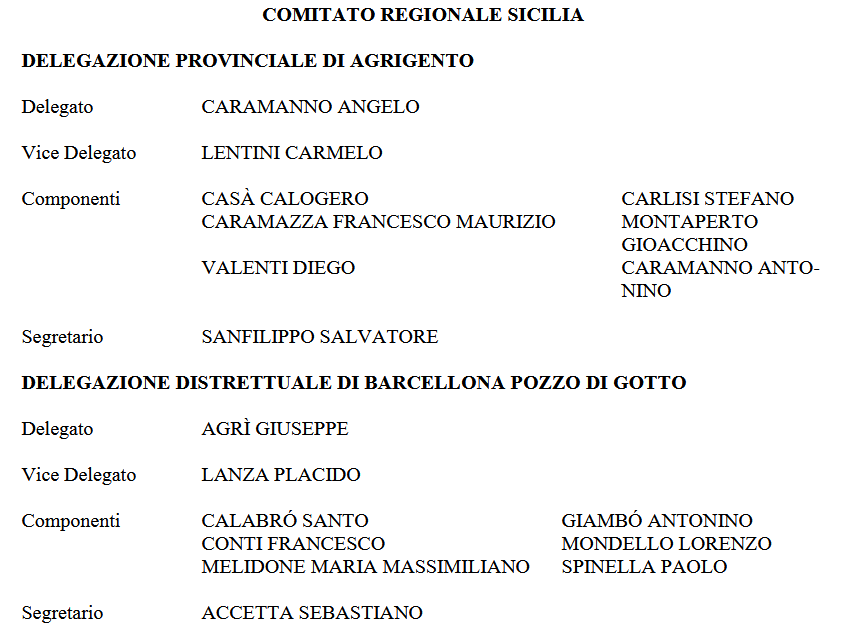 COMITATO REGIONALE SICILIA
DELEGAZIONE PROVINCIALE DI AGRIGENTO
Delegato CARAMANNO ANGELO
Vice Delegato LENTINI CARMELO
Componenti CASÀ CALOGERO CARLISI STEFANO
CARAMAZZA FRANCESCO MAURIZIO MONTAPERTO
GIOACCHINO
VALENTI DIEGO CARAMANNO ANTO-
NINO
Segretario SANFILIPPO SALVATORE
DELEGAZIONE DISTRETTUALE DI BARCELLONA POZZO DI GOTTO
Delegato AGRÌ GIUSEPPE
Vice Delegato LANZA PLACIDO
Componenti CALABRÓ SANTO GIAMBÓ ANTONINO
CONTI FRANCESCO MONDELLO LORENZO
MELIDONE MARIA MASSIMILIANO SPINELLA PAOLO
Segretario ACCETTA SEBASTIANO